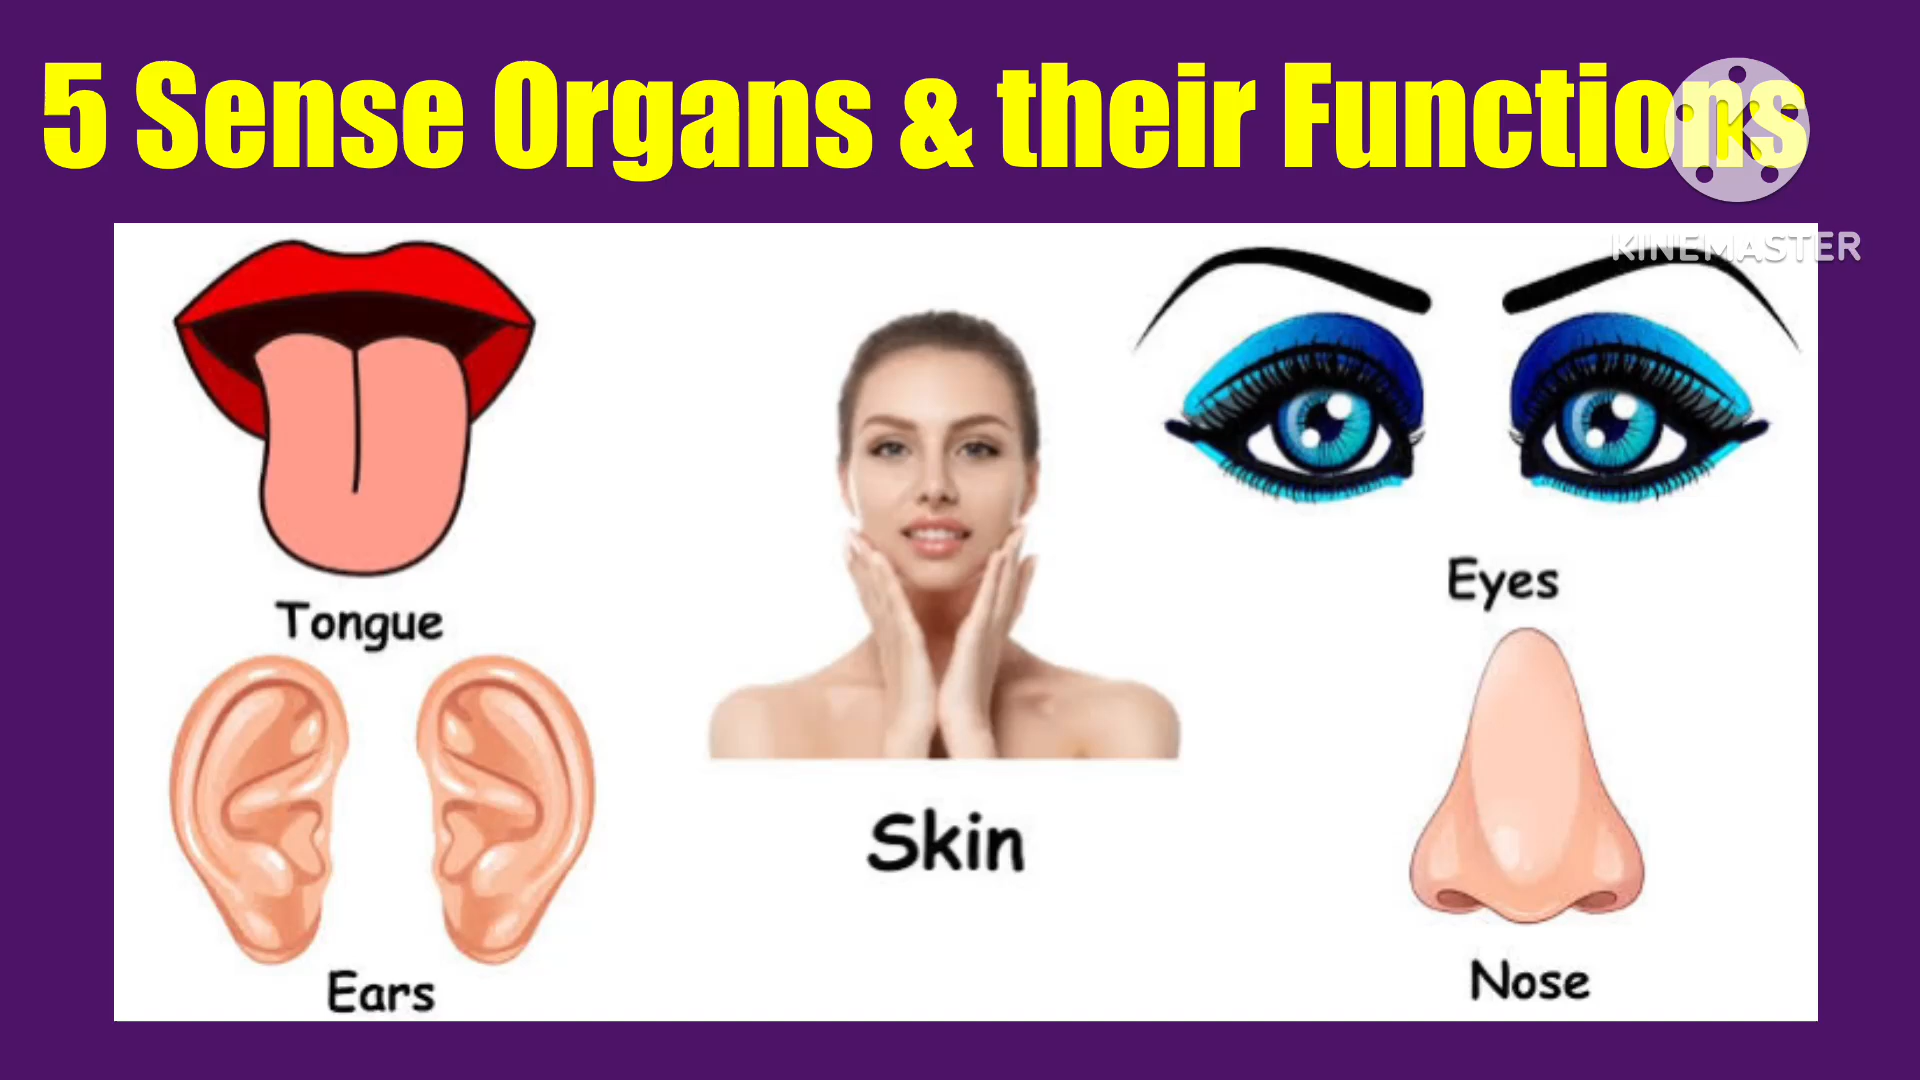 5 Sense Organs & their Functions
KINEMASTER
Tongue
Eyes
Skin
Ears
Nose